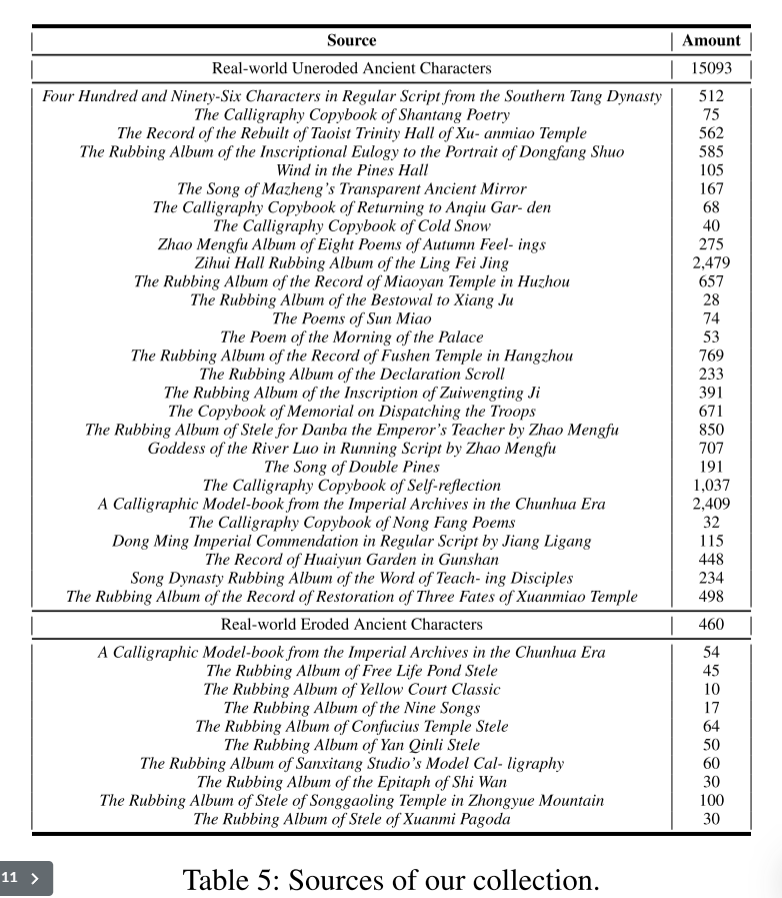 Source Amount
Real-world Uneroded Ancient Characters 15093
Four Hundred and Ninety-Six Characters in Regular Script from the Southern Tang Dynasty 512
The Calligraphy Copybook of Shantang Poetry 75
The Record of the Rebuilt of Taoist Trinity Hall of Xu- anmiao Temple 562
The Rubbing Album of the Inscriptional Eulogy to the Portrait of Dongfang Shuo 585
Wind in the Pines Hall 105
The Song of Mazheng's Transparent Ancient Mirror 167
The Calligraphy Copybook of Returning to Anqiu Gar- den 68
The Calligraphy Copybook of Cold Snow 40
Zhao Mengfu Album of Eight Poems of Autumn Feel- ings 275
Zihui Hall Rubbing Album of the Ling Fei Jing 2,479
The Rubbing Album of the Record of Miaoyan Temple in Huzhou 657
The Rubbing Album of the Bestowal to Xiang Ju 28
The Poems of Sun Miao 74
The Poem of the Morning of the Palace 53
The Rubbing Album of the Record of Fushen Temple in Hangzhou 769
The Rubbing Album of the Declaration Scroll 233
The Rubbing Album of the Inscription of Zuiwengting Ji 391
The Copybook of Memorial on Dispatching the Troops 671
The Rubbing Album of Stele for Danba the Emperor's Teacher by Zhao Mengfu 850
Goddess of the River Luo in Running Script by Zhao Mengfu 707
The Song of Double Pines 191
The Calligraphy Copybook of Self-reflection 1,037
A Calligraphic Model-book from the Imperial Archives in the Chunhua Era 2,409
The Calligraphy Copybook of Nong Fang Poems 32
Dong Ming Imperial Commendation in Regular Script by Jiang Ligang 115
The Record of Huaiyun Garden in Gunshan 448
Song Dynasty Rubbing Album of the Word of Teach- ing Disciples 234
The Rubbing Album of the Record of Restoration of Three Fates of Xuanmiao Temple 498
Real-world Eroded Ancient Characters 460
A Calligraphic Model-book from the Imperial Archives in the Chunhua Era 54
The Rubbing Album of Free Life Pond Stele 45
The Rubbing Album of Yellow Court Classic 10
The Rubbing Album of the Nine Songs 17
The Rubbing Album of Confucius Temple Stele 64
The Rubbing Album of Yan Qinli Stele 50
The Rubbing Album of Sanxitang Studio's Model Cal- ligraphy 60
The Rubbing Album of the Epitaph of Shi Wan 30
The Rubbing Album of Stele of Songgaoling Temple in Zhongyue Mountain 100
The Rubbing Album of Stele of Xuanmi Pagoda 30
11 >
Table 5: Sources of our collection.